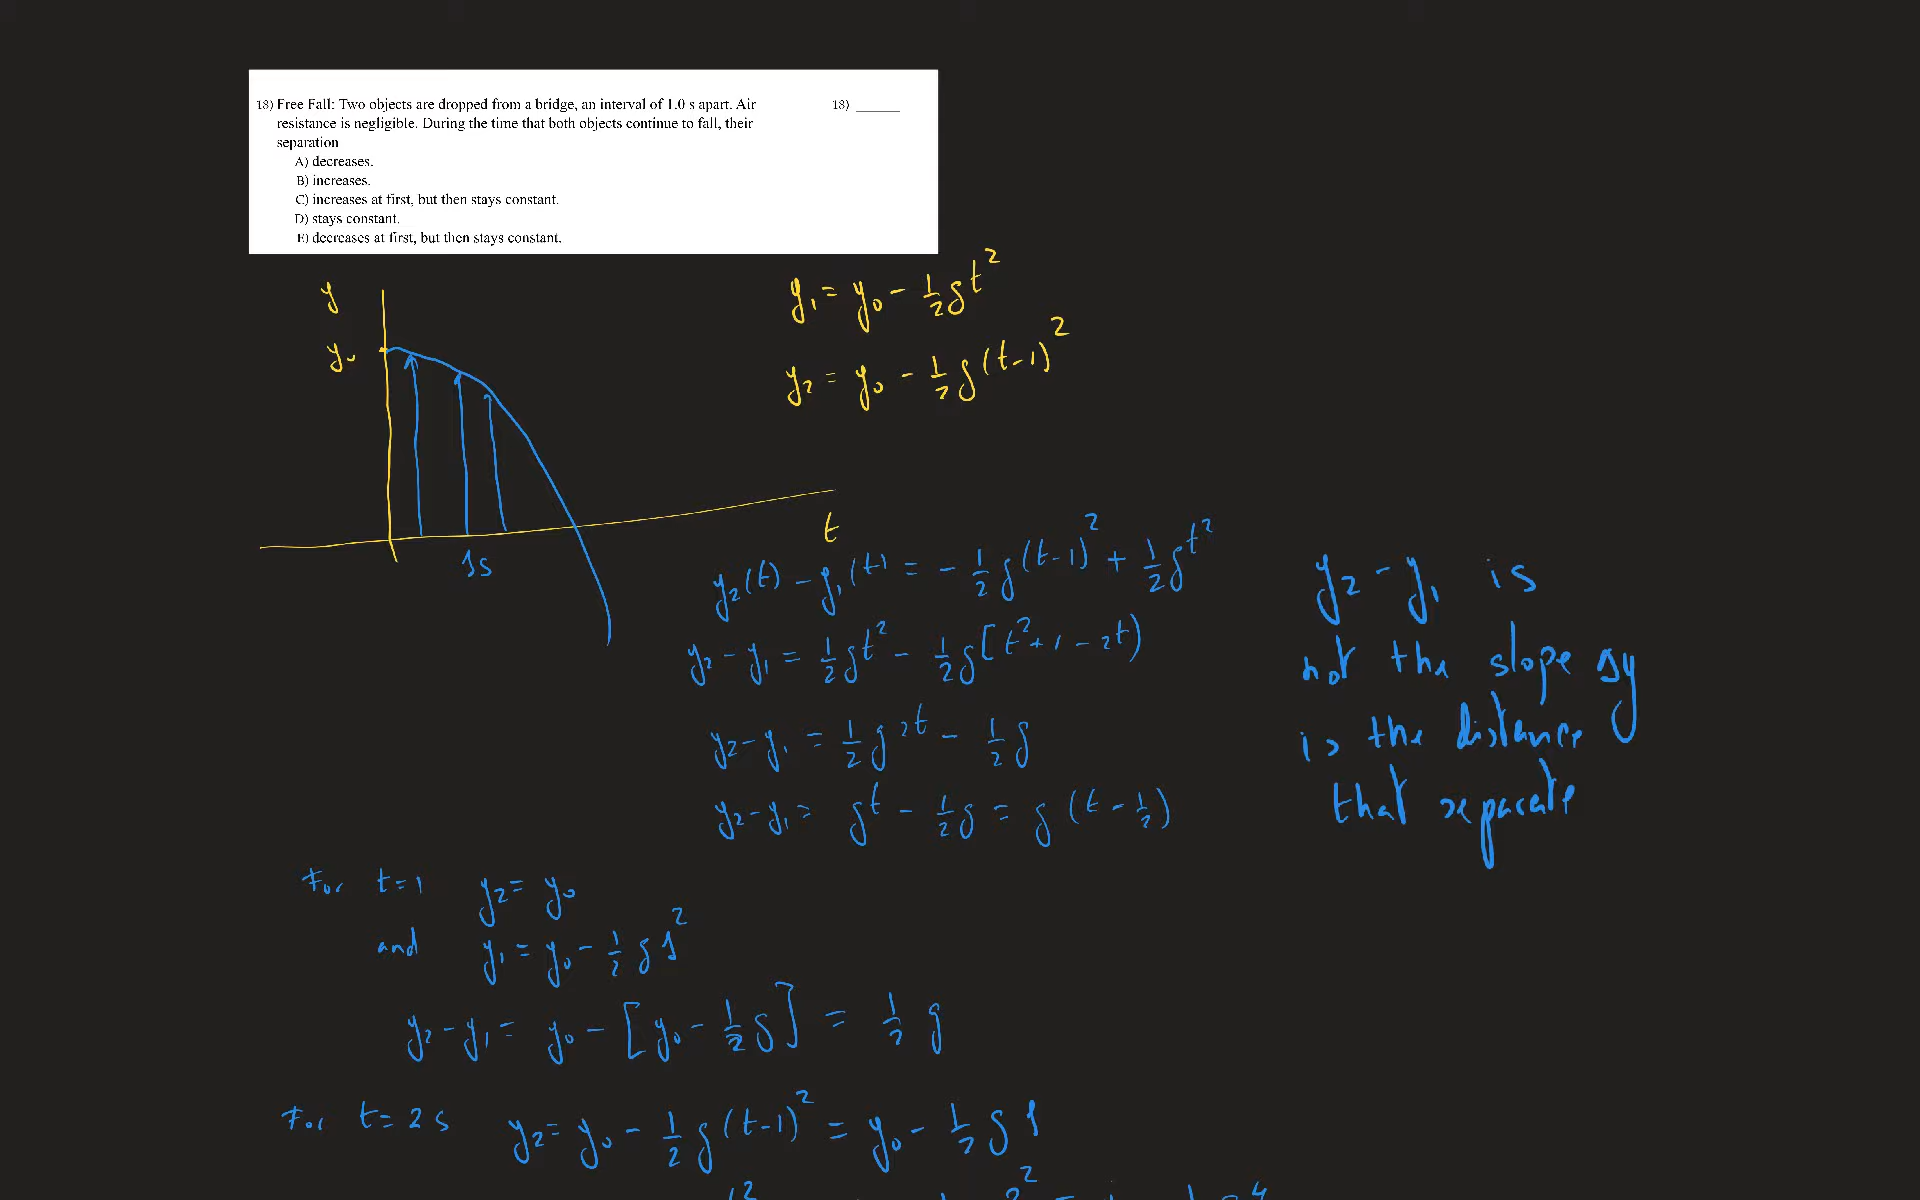 18) Free Fall: Two objects are dropped from a bridge, an interval of 1.0 s apart. Air 18) ______
resistance is negligible. During the time that both objects continue to fall, their
separation
A) decreases.
B) increases.
C) increases at first, but then stays constant.
D) stays constant.
E) decreases at first, but then stays constant.
y
y₀
t
1s
y₁ = y₀ - ½gt²
y₂ = y₀ - ½g(t-1)²
y₂(t) - y₁(t) = -½g(t-1)² + ½gt²
y₂ - y₁ = ½gt² - ½g[t²+1-2t)
y₂ - y₁ = ½g2t - ½g
y₂ - y₁ = gt - ½g = g(t - ½)
y₂ - y₁ is
not the slope Δy
is the distance
that separate
For t=1 y₂ = y₀
and y₁ = y₀ - ½g1²
y₂ - y₁ = y₀ - [y₀ - ½g] = ½g
For t=2s y₂ = y₀ - ½g(t-1)² = y₀ - ½g1